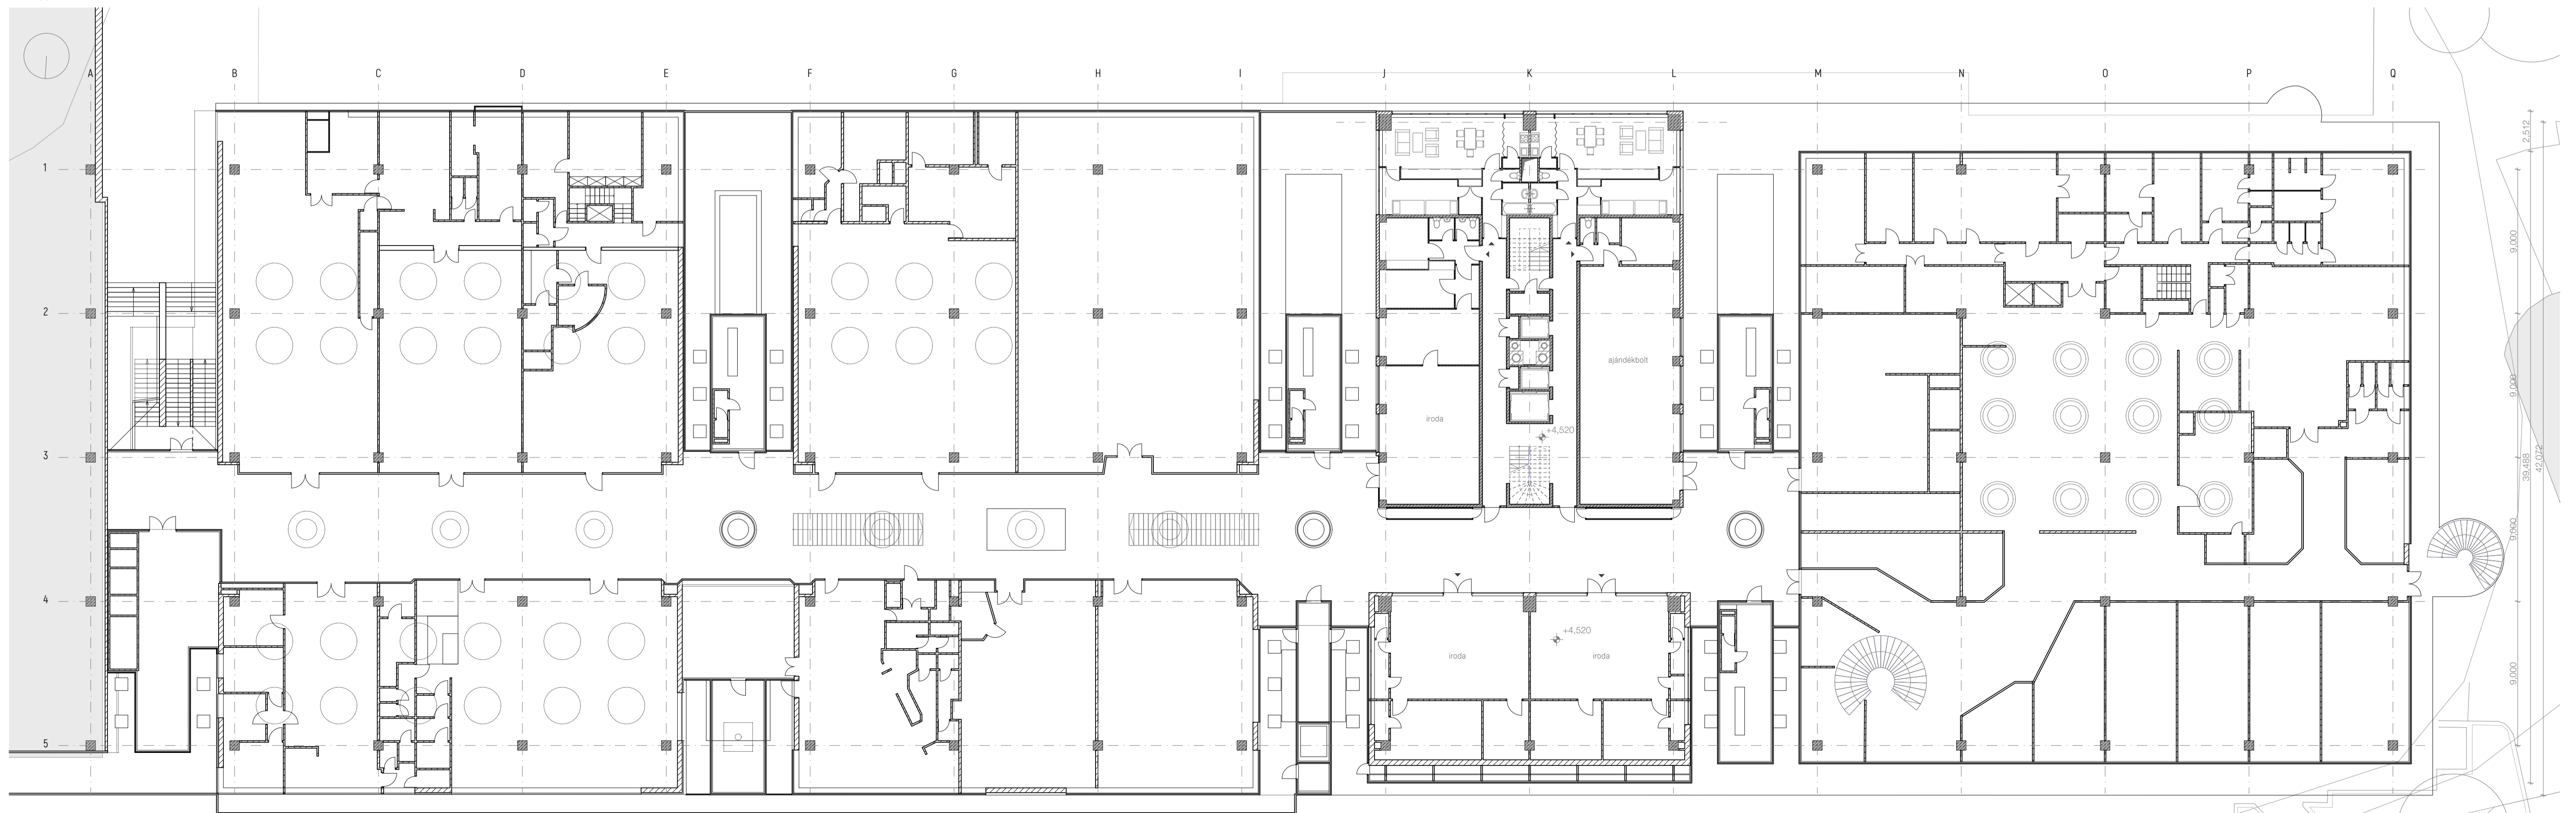 A B C D E F G H I J K L M N O P Q
2,512
1
9,000
2
ajándékbolt
9,000
iroda
+4,520
3
39,488
42,072
9,000
4
+4,520
iroda
iroda
9,000
5